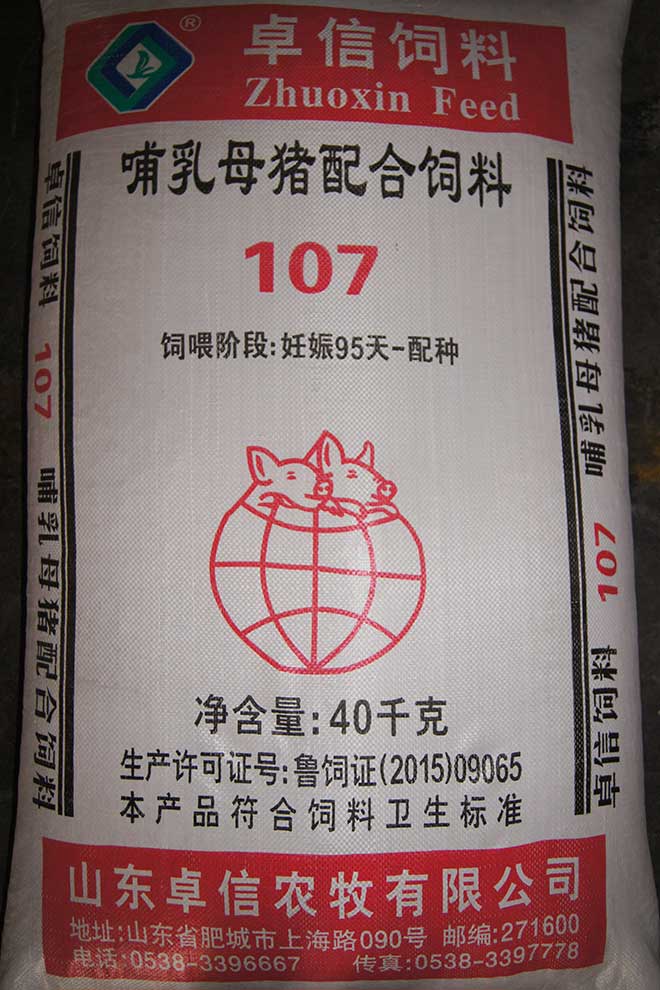 ®
卓信饲料
Zhuoxin Feed
哺乳母猪配合饲料
107
饲喂阶段:妊娠95天-配种
卓信饲料 107 哺乳母猪配合饲料
卓信饲料 107 哺乳母猪配合饲料
净含量:40千克
生产许可证号:鲁饲证(2015)09065
本产品符合饲料卫生标准
山东卓信农牧有限公司
地址:山东省肥城市上海路090号 邮编:271600
电话:0538-3396667 传真:0538-3397778